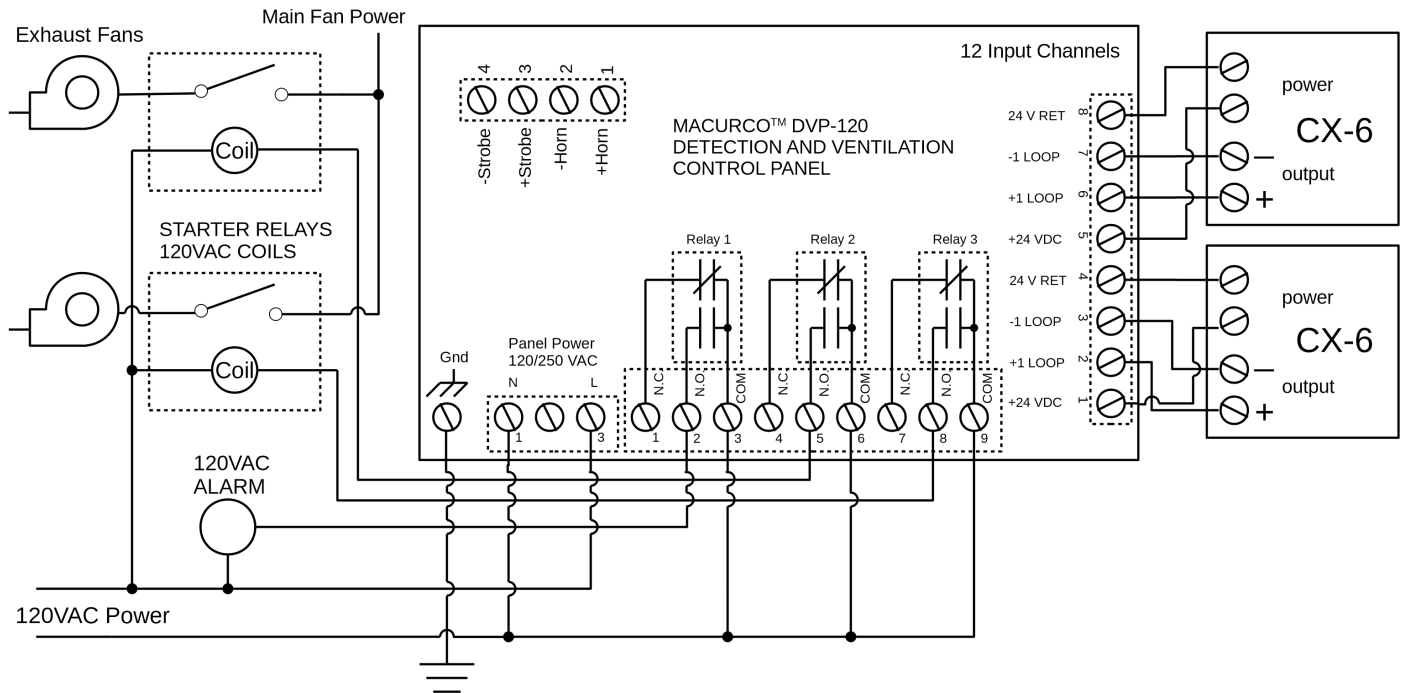 Main Fan Power
Exhaust Fans
Coil
STARTER RELAYS
120VAC COILS
Coil
120VAC
ALARM
120VAC Power
12 Input Channels
4 3 2 1
-Strobe +Strobe -Horn +Horn
MACURCO™ DVP-120
DETECTION AND VENTILATION
CONTROL PANEL
Relay 1 Relay 2 Relay 3
Gnd
Panel Power
120/250 VAC
N L
N.C. N.O. COM N.C. N.O. COM N.C. N.O. COM
1 3
1 2 3 4 5 6 7 8 9
24 V RET 8
-1 LOOP 7
+1 LOOP 6
+24 VDC 5
24 V RET 4
-1 LOOP 3
+1 LOOP 2
+24 VDC 1
power
CX-6
—
output
+
power
CX-6
—
output
+